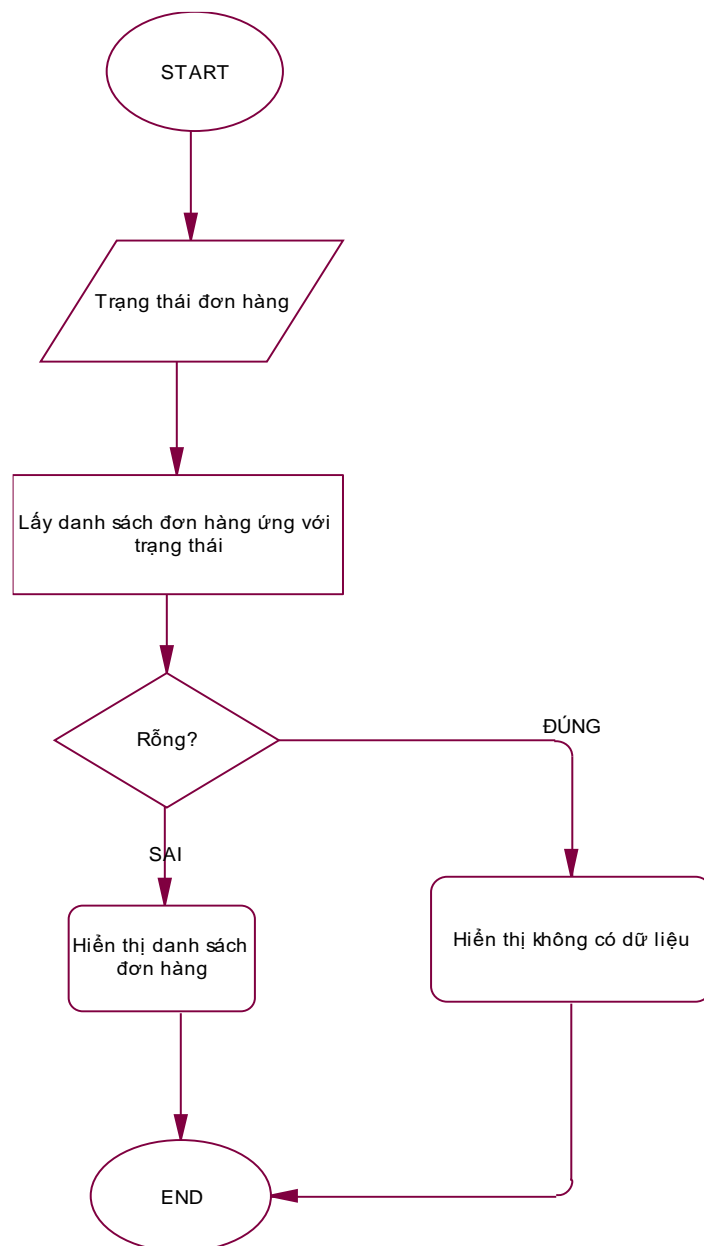 START
Trạng thái đơn hàng
Lấy danh sách đơn hàng ứng với
trạng thái
Rỗng?
ĐÚNG
SAI
Hiển thị danh sách
đơn hàng
Hiển thị không có dữ liệu
END